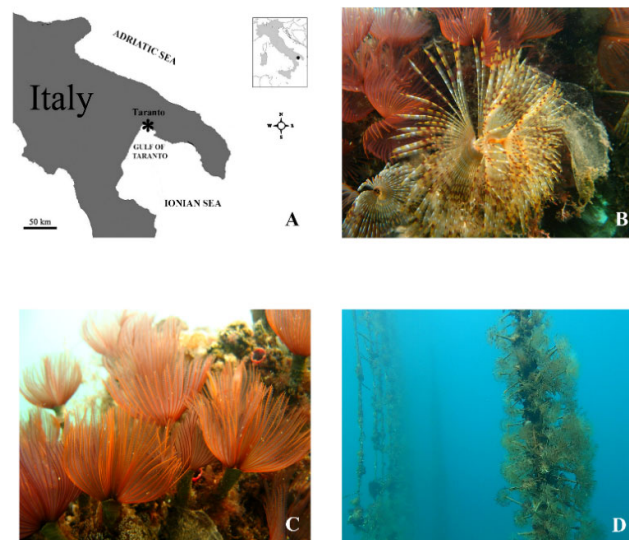 ADRIATIC SEA
Italy
Taranto
GULF OF
TARANTO
IONIAN SEA
50 km
N
W E
S
A
B
C
D